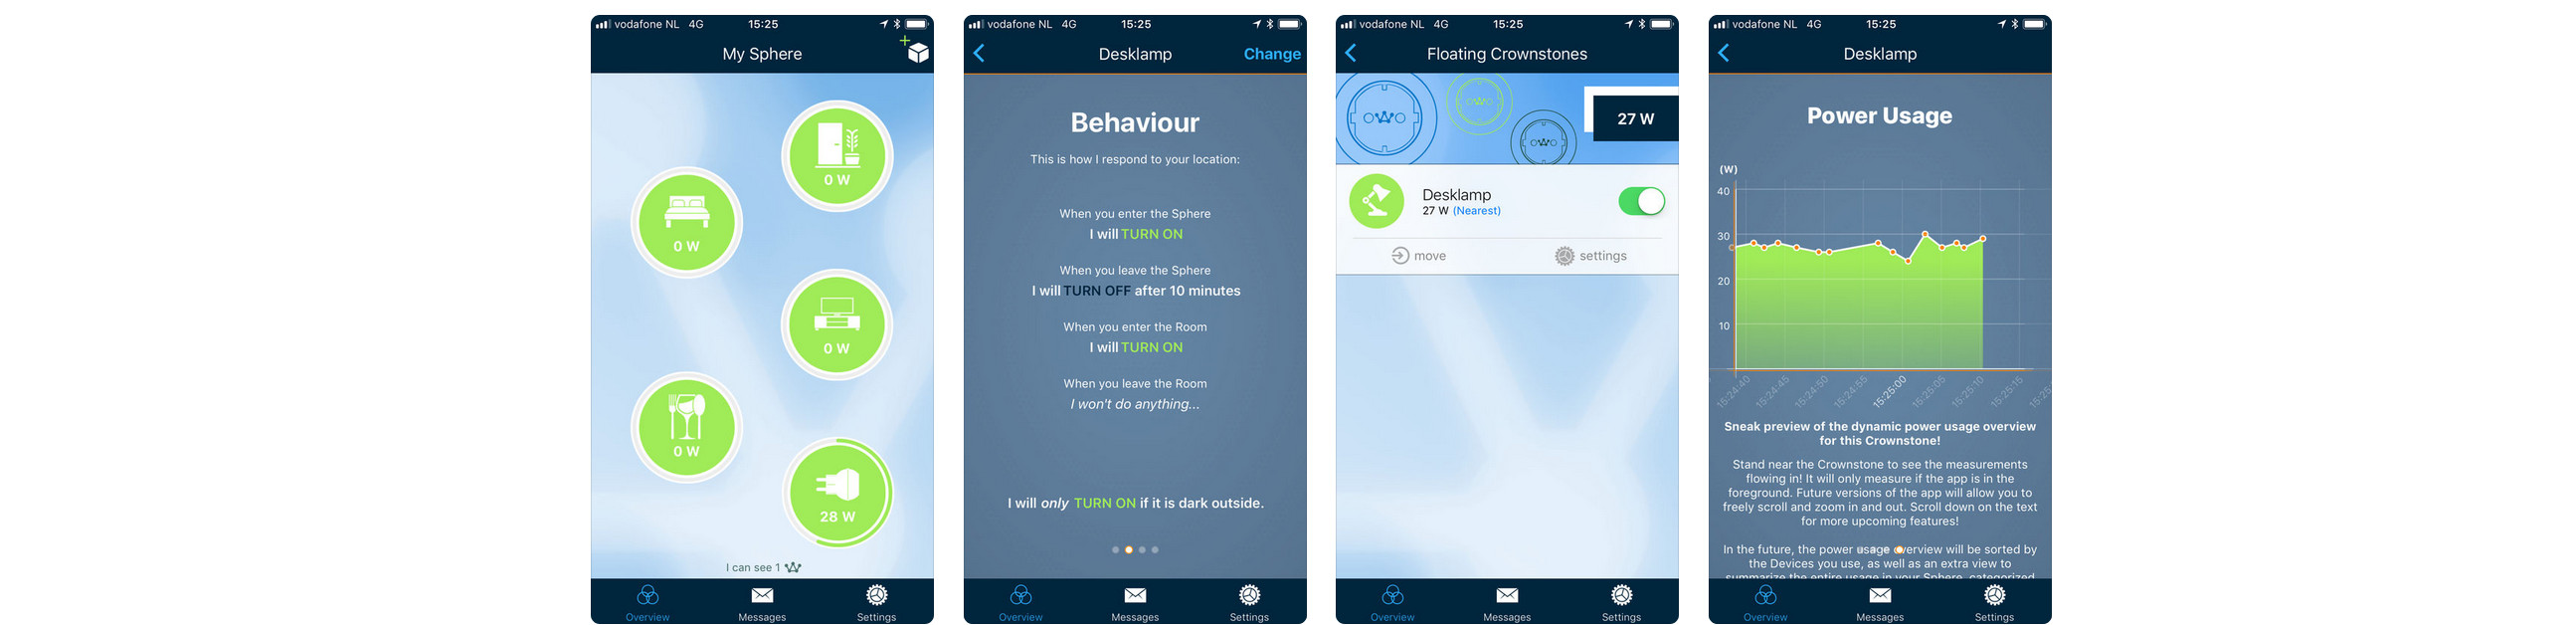 vodafone NL 4G 15:25
My Sphere
0 W
0 W
0 W
0 W
28 W
I can see 1
Overview Messages Settings
vodafone NL 4G 15:25
Desklamp Change
Behaviour
This is how I respond to your location:
When you enter the Sphere
I will TURN ON
When you leave the Sphere
I will TURN OFF after 10 minutes
When you enter the Room
I will TURN ON
When you leave the Room
I won't do anything...
I will only TURN ON if it is dark outside.
Overview Messages Settings
vodafone NL 4G 15:25
Floating Crownstones
27 W
Desklamp
27 W (Nearest)
move settings
Overview Messages Settings
vodafone NL 4G 15:25
Desklamp
Power Usage
(W)
40
30
20
10
15:24:40 15:24:45 15:24:50 15:24:55 15:25:00 15:25:05 15:25:10 15:25:15
Sneak preview of the dynamic power usage overview
for this Crownstone!
Stand near the Crownstone to see the measurements
flowing in! It will only measure if the app is in the
foreground. Future versions of the app will allow you to
freely scroll and zoom in and out. Scroll down on the text
for more upcoming features!
In the future, the power usage overview will be sorted by
the Devices you use, as well as an extra view to
summarize the entire usage in your Sphere, categorized
Overview Messages Settings